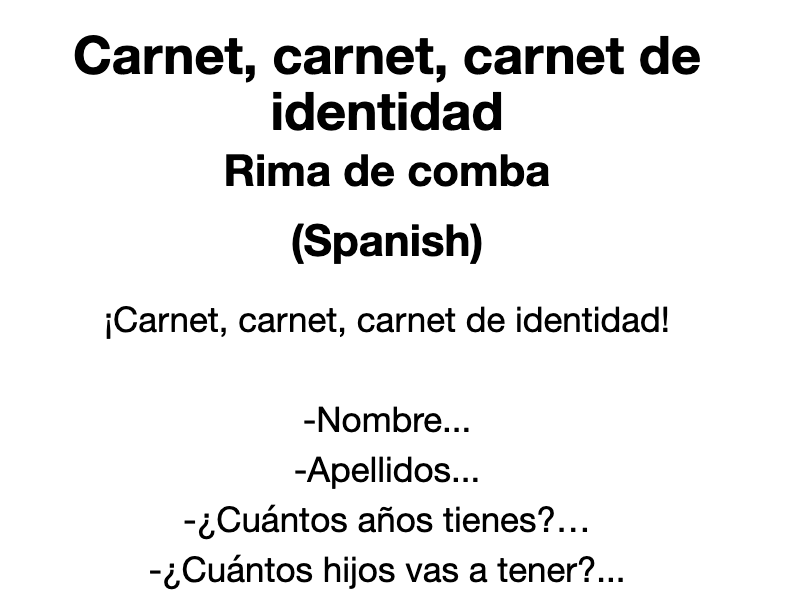 Carnet, carnet, carnet de
identidad
Rima de comba
(Spanish)
¡Carnet, carnet, carnet de identidad!
-Nombre...
-Apellidos...
-¿Cuántos años tienes?…
-¿Cuántos hijos vas a tener?...